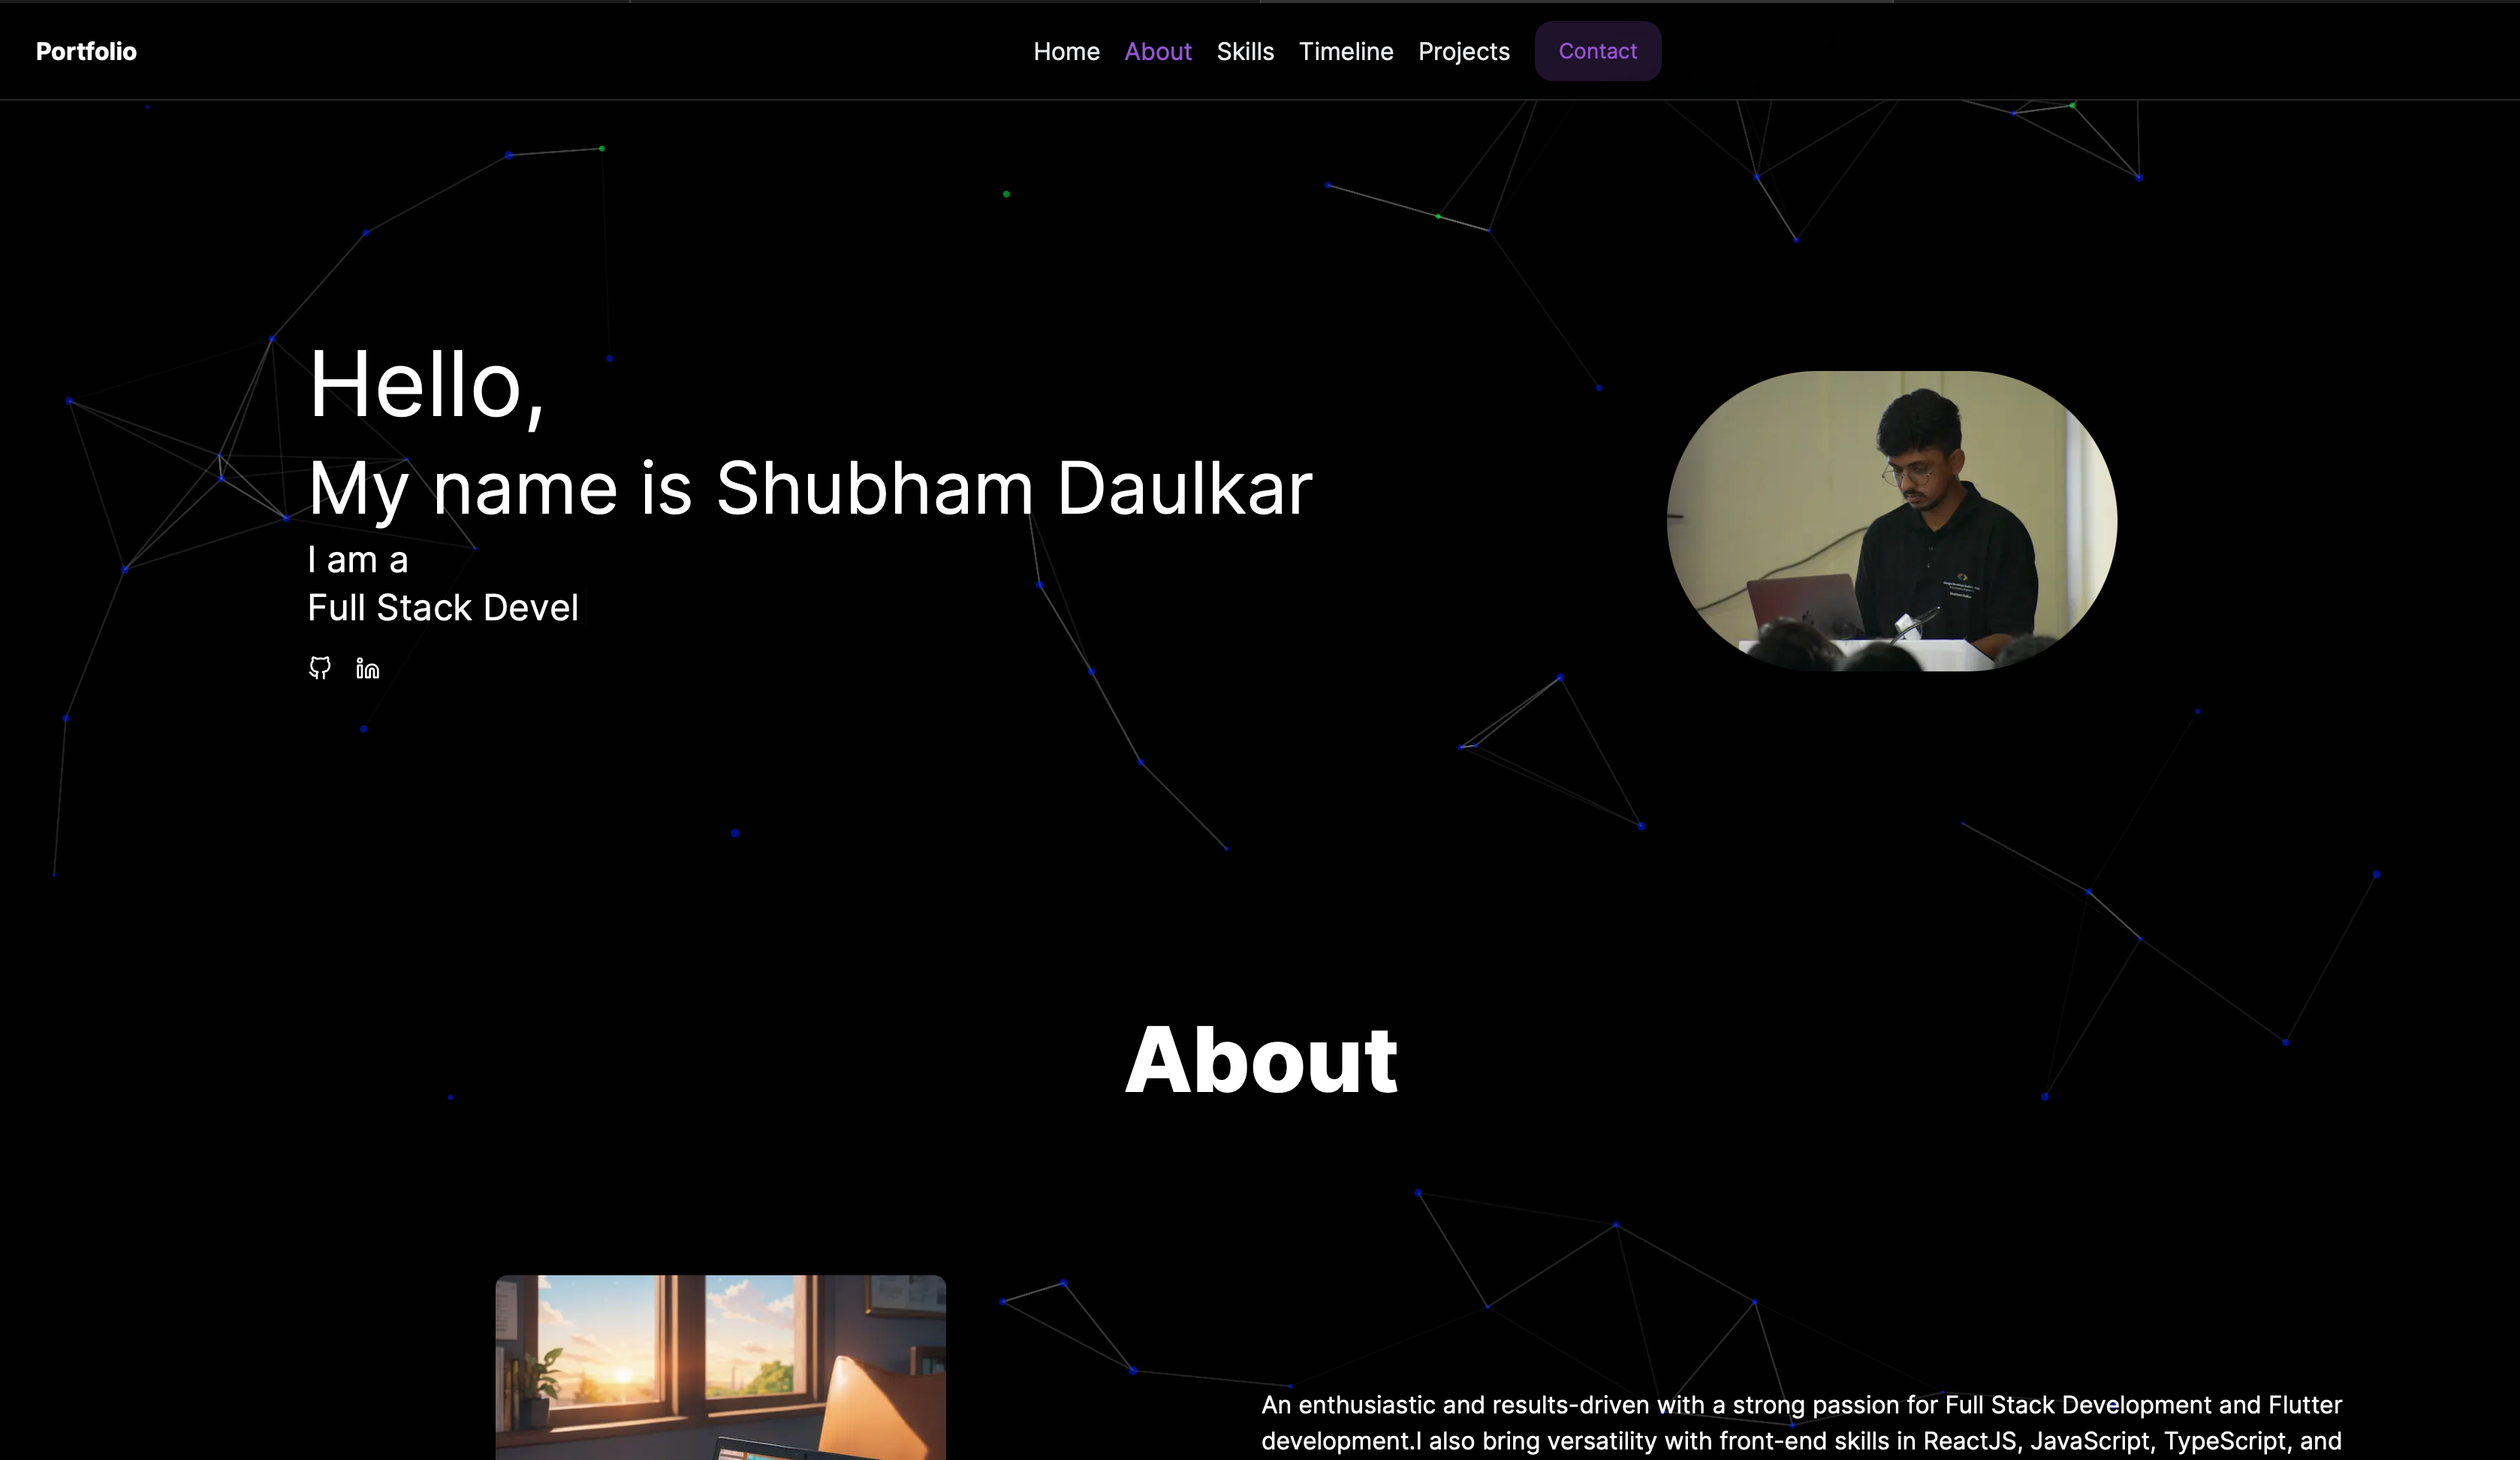 Portfolio
Home About Skills Timeline Projects Contact
Hello,
My name is Shubham Daulkar
I am a
Full Stack Devel
About
An enthusiastic and results-driven with a strong passion for Full Stack Development and Flutter
development.I also bring versatility with front-end skills in ReactJS, JavaScript, TypeScript, and